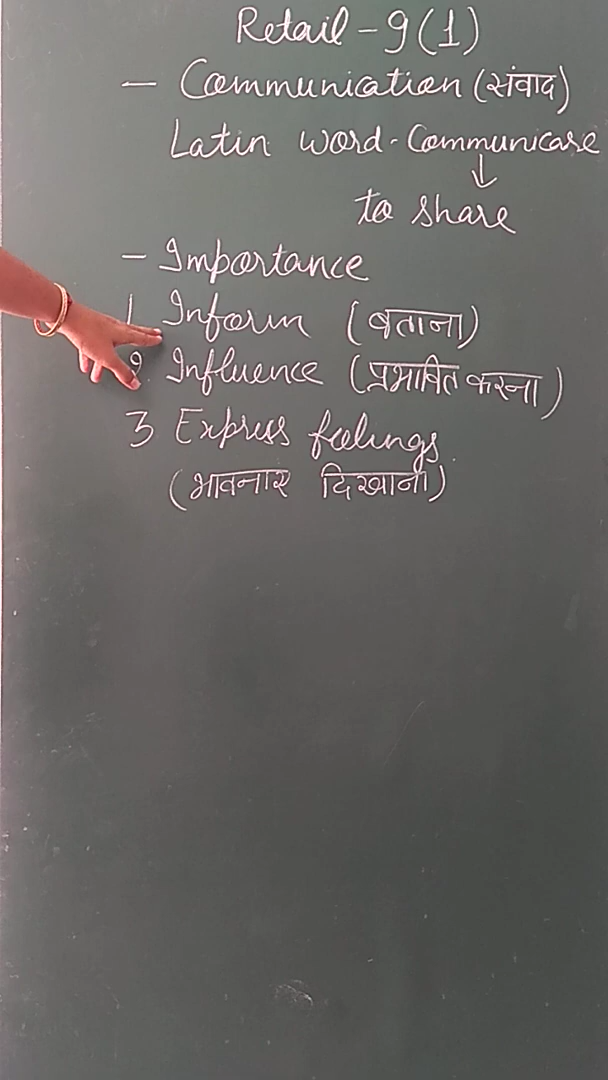 Retail - 9 (1)
- Communication (संवाद)
Latin word - Communicare
↓
to share
- Importance
1. Inform (बताना)
2. Influence (प्रभावित करना)
3 Express feelings.
(भावनाए दिखाना)